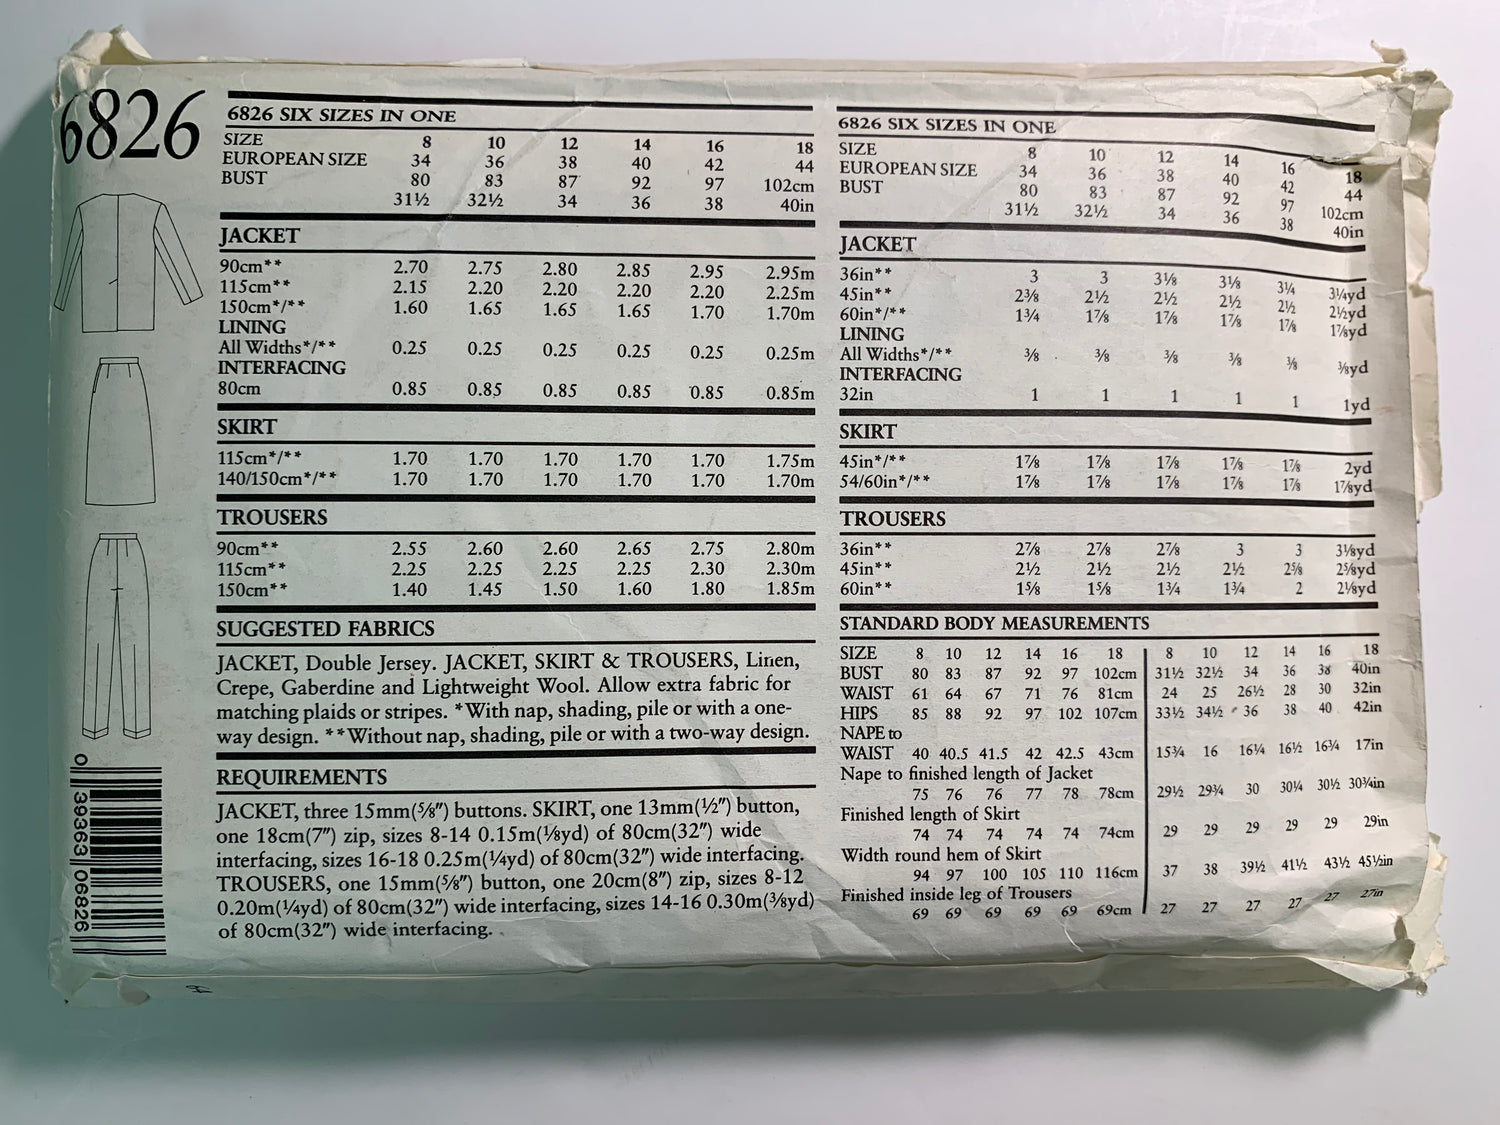 6826
6826 SIX SIZES IN ONE
SIZE 8 10 12 14 16 18
EUROPEAN SIZE 34 36 38 40 42 44
BUST 80 83 87 92 97 102cm
31½ 32½ 34 36 38 40in
JACKET
90cm** 2.70 2.75 2.80 2.85 2.95 2.95m
115cm** 2.15 2.20 2.20 2.20 2.20 2.25m
150cm*/** 1.60 1.65 1.65 1.65 1.70 1.70m
LINING
All Widths*/** 0.25 0.25 0.25 0.25 0.25 0.25m
INTERFACING
80cm 0.85 0.85 0.85 0.85 0.85 0.85m
SKIRT
115cm*/** 1.70 1.70 1.70 1.70 1.70 1.75m
140/150cm*/** 1.70 1.70 1.70 1.70 1.70 1.70m
TROUSERS
90cm** 2.55 2.60 2.60 2.65 2.75 2.80m
115cm** 2.25 2.25 2.25 2.25 2.30 2.30m
150cm** 1.40 1.45 1.50 1.60 1.80 1.85m
SUGGESTED FABRICS
JACKET, Double Jersey. JACKET, SKIRT & TROUSERS, Linen,
Crepe, Gaberdine and Lightweight Wool. Allow extra fabric for
matching plaids or stripes. *With nap, shading, pile or with a one-
way design. **Without nap, shading, pile or with a two-way design.
REQUIREMENTS
JACKET, three 15mm(⅝″) buttons. SKIRT, one 13mm(½″) button,
one 18cm(7″) zip, sizes 8-14 0.15m(⅛yd) of 80cm(32″) wide
interfacing, sizes 16-18 0.25m(¼yd) of 80cm(32″) wide interfacing.
TROUSERS, one 15mm(⅝″) button, one 20cm(8″) zip, sizes 8-12
0.20m(¼yd) of 80cm(32″) wide interfacing, sizes 14-16 0.30m(⅜yd)
of 80cm(32″) wide interfacing.
6826 SIX SIZES IN ONE
SIZE 8 10 12 14 16 18
EUROPEAN SIZE 34 36 38 40 42 44
BUST 80 83 87 92 97 102cm
31½ 32½ 34 36 38 40in
JACKET
36in** 3 3 3⅛ 3⅛ 3¼ 3¼yd
45in** 2⅜ 2½ 2½ 2½ 2½ 2½yd
60in*/** 1¾ 1⅞ 1⅞ 1⅞ 1⅞ 1⅞yd
LINING
All Widths*/** ⅜ ⅜ ⅜ ⅜ ⅜ ⅜yd
INTERFACING
32in 1 1 1 1 1 1yd
SKIRT
45in*/** 1⅞ 1⅞ 1⅞ 1⅞ 1⅞ 2yd
54/60in*/** 1⅞ 1⅞ 1⅞ 1⅞ 1⅞ 1⅞yd
TROUSERS
36in** 2⅞ 2⅞ 2⅞ 3 3 3⅛yd
45in** 2½ 2½ 2½ 2½ 2⅝ 2⅝yd
60in** 1⅝ 1⅝ 1¾ 1¾ 2 2⅛yd
STANDARD BODY MEASUREMENTS
SIZE 8 10 12 14 16 18 8 10 12 14 16 18
BUST 80 83 87 92 97 102cm 31½ 32½ 34 36 38 40in
WAIST 61 64 67 71 76 81cm 24 25 26½ 28 30 32in
HIPS 85 88 92 97 102 107cm 33½ 34½ 36 38 40 42in
NAPE to
WAIST 40 40.5 41.5 42 42.5 43cm 15¾ 16 16¼ 16½ 16¾ 17in
Nape to finished length of Jacket
75 76 76 77 78 78cm 29½ 29¾ 30 30¼ 30½ 30¾in
Finished length of Skirt
74 74 74 74 74 74cm 29 29 29 29 29 29in
Width round hem of Skirt
94 97 100 105 110 116cm 37 38 39½ 41½ 43½ 45½in
Finished inside leg of Trousers
69 69 69 69 69 69cm 27 27 27 27 27 27in
0 39363 06826